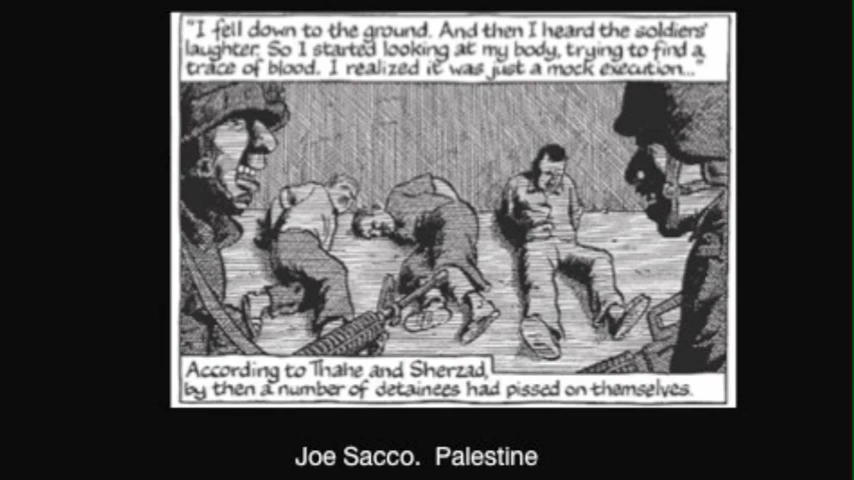 "I fell down to the ground. And then I heard the soldiers'
laughter. So I started looking at my body, trying to find a
trace of blood. I realized it was just a mock execution..."
According to Thahe and Sherzad,
by then a number of detainees had pissed on themselves.
Joe Sacco.  Palestine